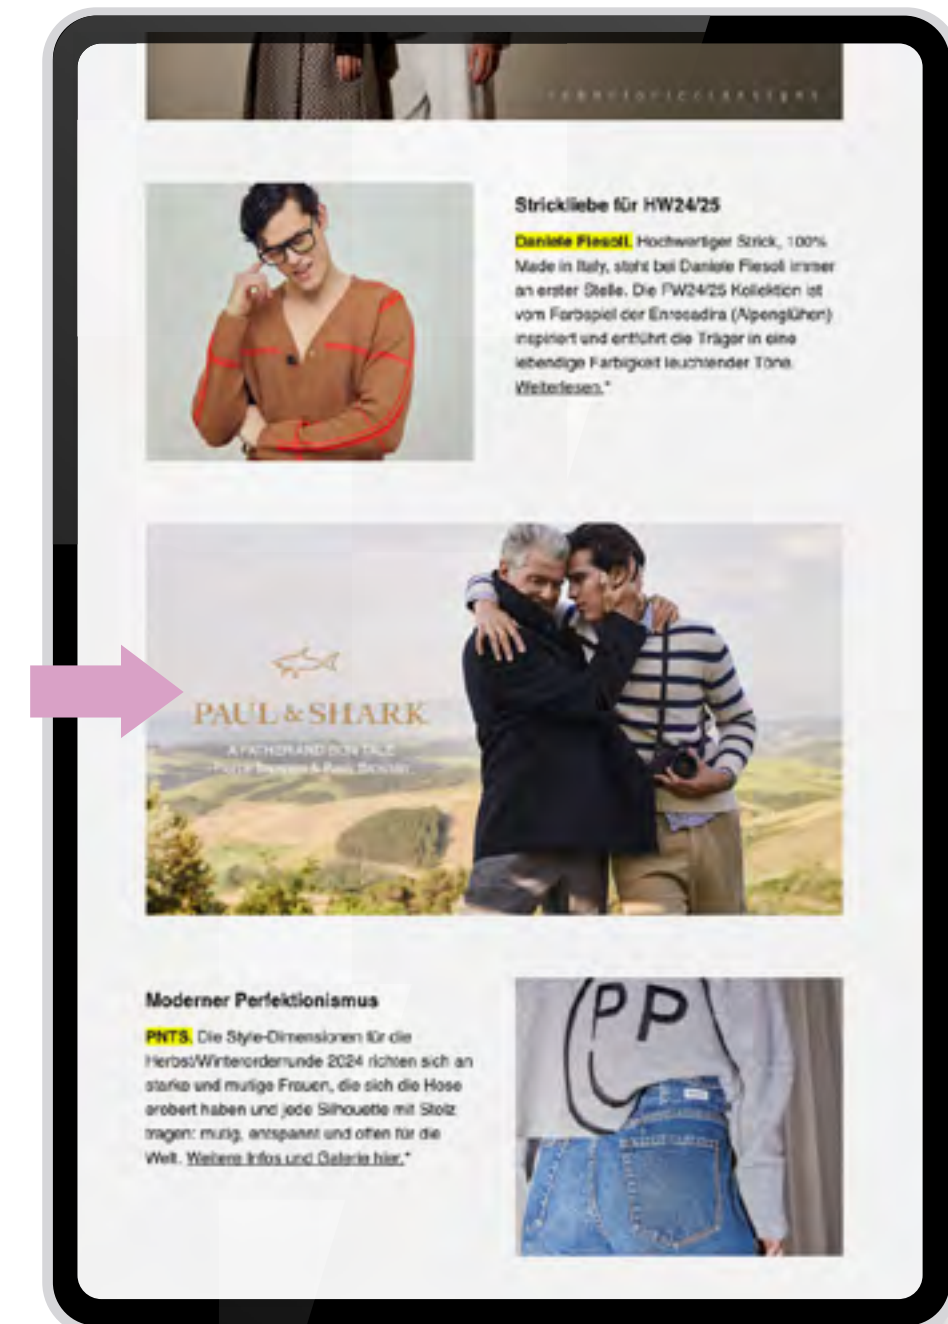 Strickliebe für HW24/25
Daniele Fiesoli. Hochwertiger Strick, 100%
Made in Italy, steht bei Daniele Fiesoli immer
an erster Stelle. Die FW24/25 Kollektion ist
vom Farbspiel der Enrosadira (Alpenglühen)
inspiriert und entführt die Träger in eine
lebendige Farbigkeit leuchtender Töne.
Weiterlesen.*
PAUL & SHARK
A FATHER AND SON TALE
Moderner Perfektionismus
PNTS. Die Style-Dimensionen für die
Herbst/Winterorderrunde 2024 richten sich an
starke und mutige Frauen, die sich die Hose
erobert haben und jede Silhouette mit Stolz
tragen: mutig, entspannt und offen für die
Welt. Weitere Infos und Galerie hier.*
PP